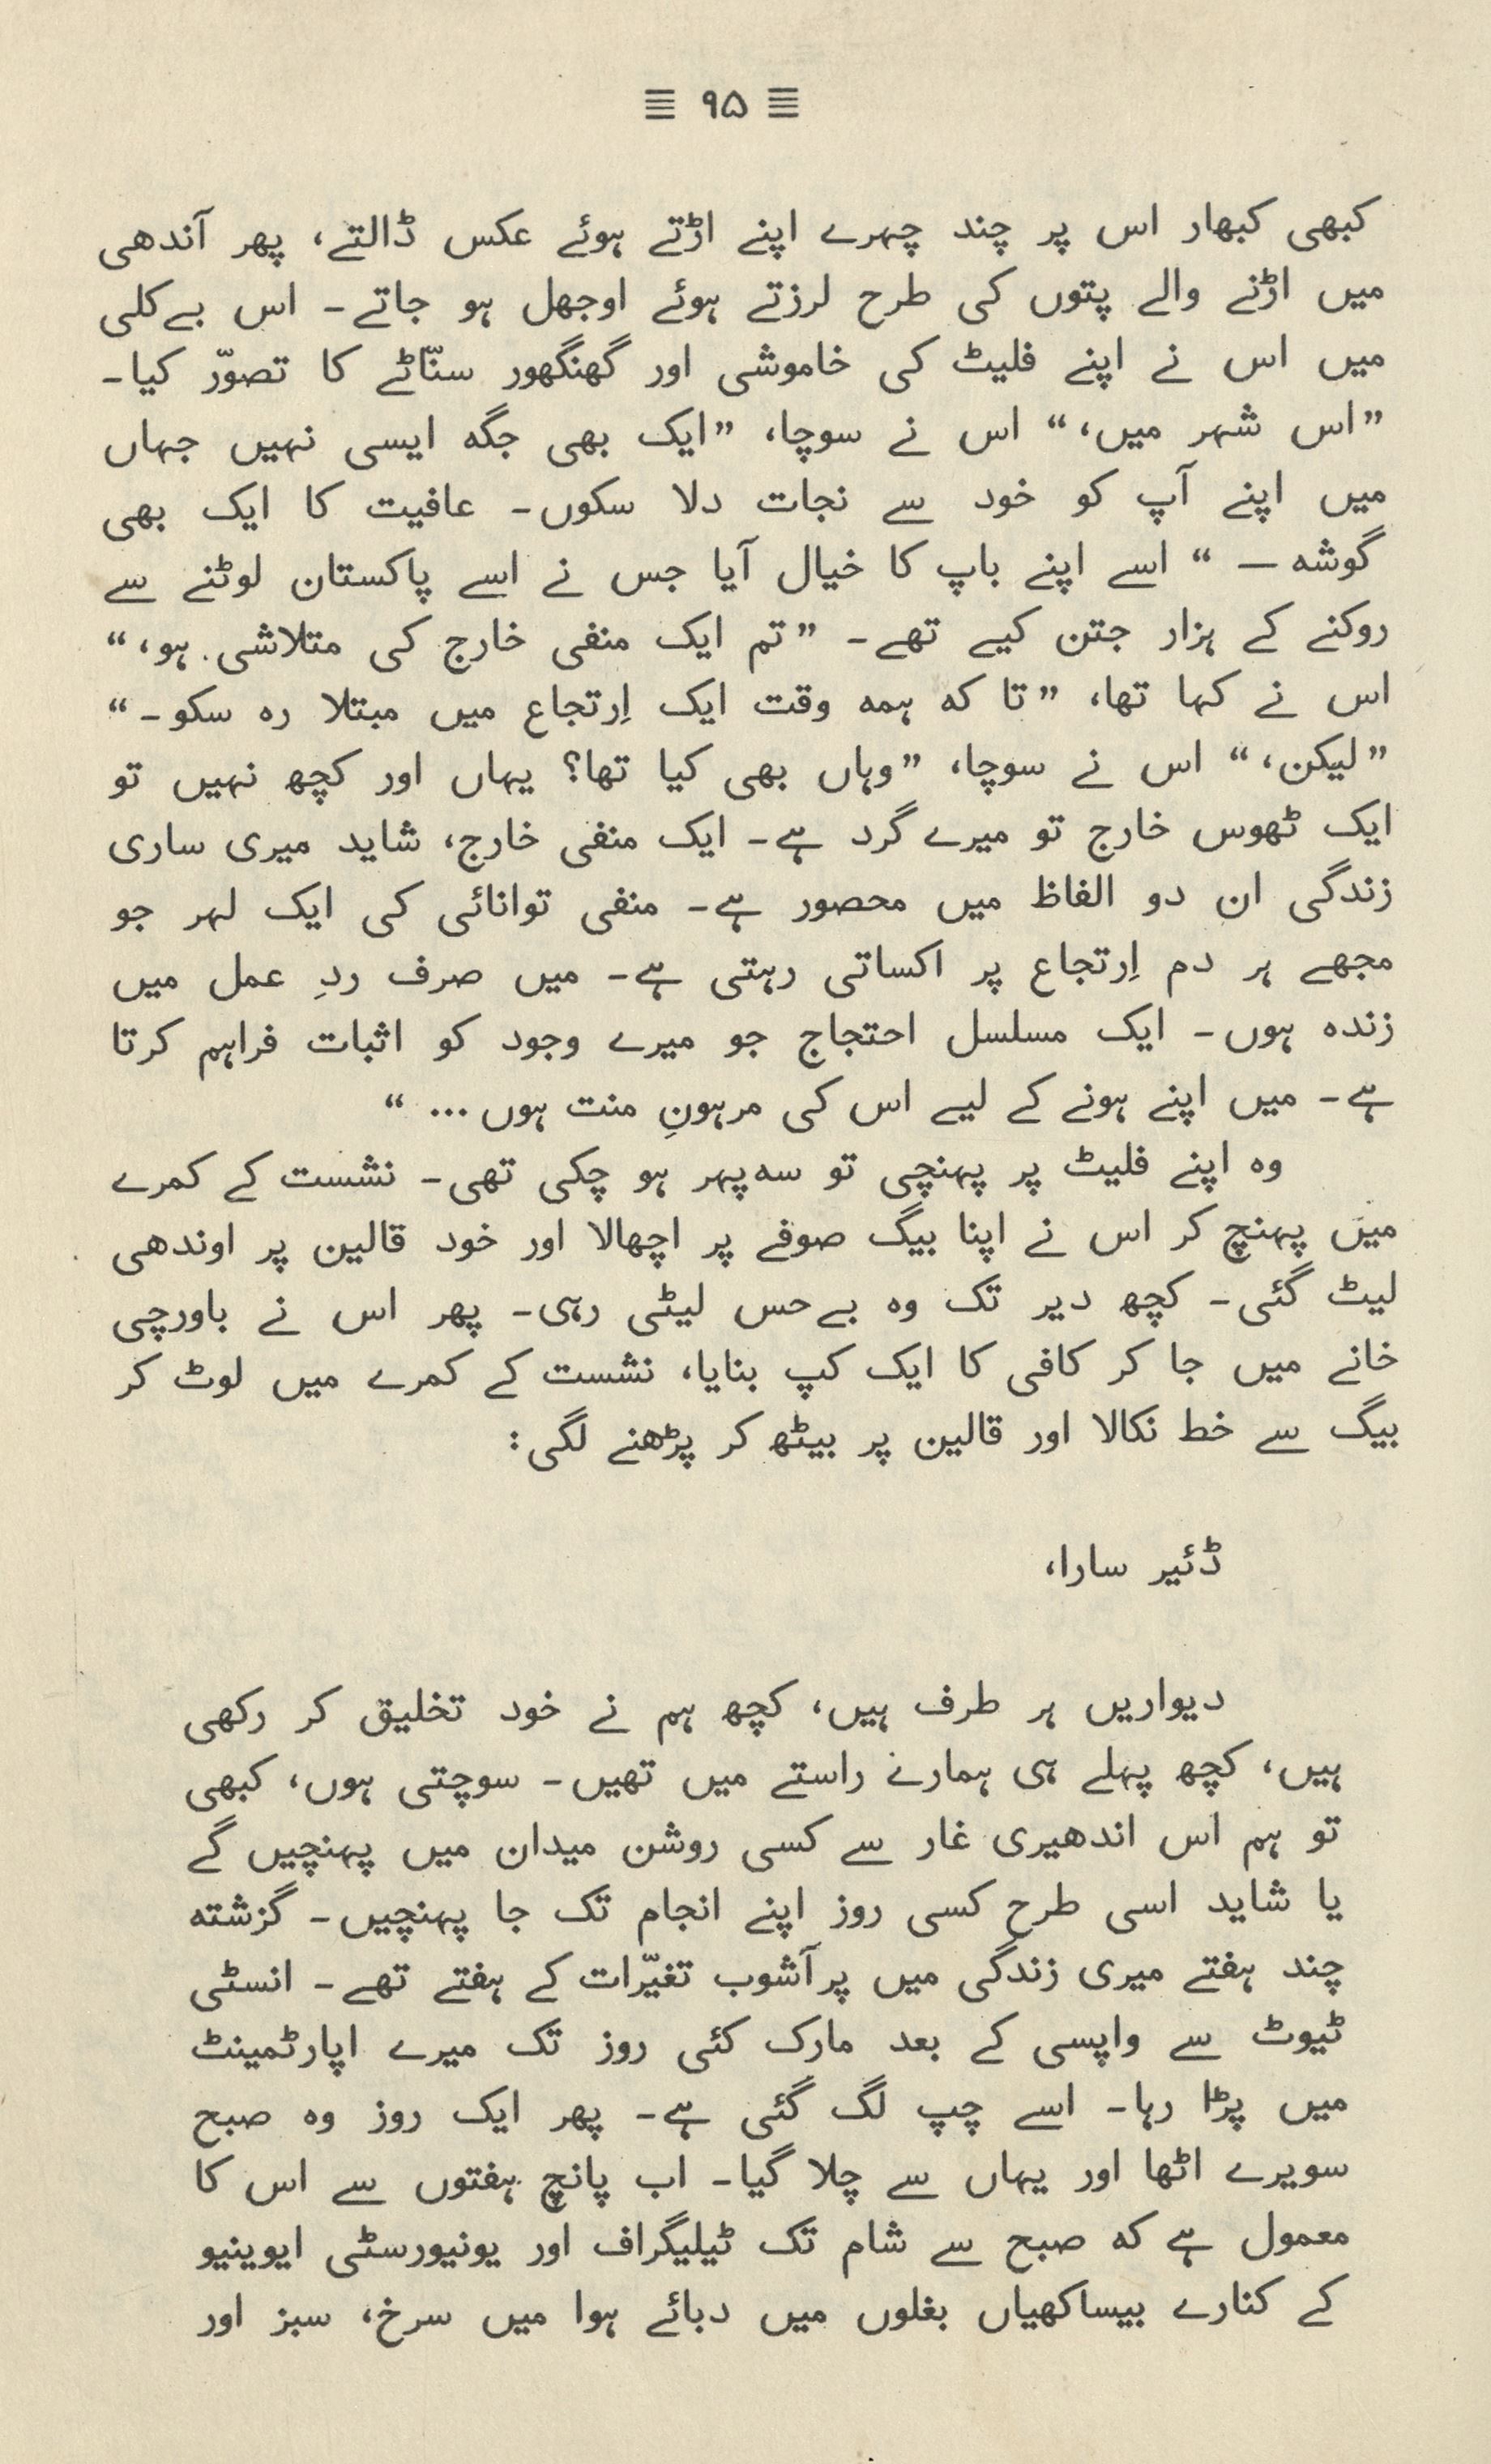 ≣ ۹۵ ≣
کبھی کبھار اس پر چند چہرے اپنے اڑتے ہوئے عکس ڈالتے، پھر آندھی
میں اڑنے والے پتوں کی طرح لرزتے ہوئے اوجھل ہو جاتے ۔ اس بےکلی
میں اس نے اپنے فلیٹ کی خاموشی اور گھنگھور سنّاٹے کا تصوّر کیا۔
”اس شہر میں،“ اس نے سوچا، ”ایک بھی جگہ ایسی نہیں جہاں
میں اپنے آپ کو خود سے نجات دلا سکوں۔ عافیت کا ایک بھی
گوشہ — “ اسے اپنے باپ کا خیال آیا جس نے اسے پاکستان لوٹنے سے
روکنے کے ہزار جتن کیے تھے۔ ”تم ایک منفی خارج کی متلاشی ہو،“
اس نے کہا تھا، ”تا کہ ہمہ وقت ایک اِرتجاع میں مبتلا رہ سکو۔“
”لیکن،“ اس نے سوچا، ”وہاں بھی کیا تھا؟ یہاں اور کچھ نہیں تو
ایک ٹھوس خارج تو میرے گرد ہے۔ ایک منفی خارج، شاید میری ساری
زندگی ان دو الفاظ میں محصور ہے۔ منفی توانائی کی ایک لہر جو
مجھے ہر دم اِرتجاع پر اکساتی رہتی ہے۔ میں صرف ردِ عمل میں
زندہ ہوں۔ ایک مسلسل احتجاج جو میرے وجود کو اثبات فراہم کرتا
ہے۔ میں اپنے ہونے کے لیے اس کی مرہونِ منت ہوں ... “
وہ اپنے فلیٹ پر پہنچی تو سہ‌پہر ہو چکی تھی۔ نشست کے کمرے
میں پہنچ کر اس نے اپنا بیگ صوفے پر اچھالا اور خود قالین پر اوندھی
لیٹ گئی۔ کچھ دیر تک وہ بےحس لیٹی رہی۔ پھر اس نے باورچی
خانے میں جا کر کافی کا ایک کپ بنایا، نشست کے کمرے میں لوٹ کر
بیگ سے خط نکالا اور قالین پر بیٹھ کر پڑھنے لگی:
ڈئیر سارا،
دیواریں ہر طرف ہیں، کچھ ہم نے خود تخلیق کر رکھی
ہیں، کچھ پہلے ہی ہمارے راستے میں تھیں۔ سوچتی ہوں، کبھی
تو ہم اس اندھیری غار سے کسی روشن میدان میں پہنچیں گے
یا شاید اسی طرح کسی روز اپنے انجام تک جا پہنچیں۔ گزشتہ
چند ہفتے میری زندگی میں پرآشوب تغیّرات کے ہفتے تھے۔ انسٹی
ٹیوٹ سے واپسی کے بعد مارک کئی روز تک میرے اپارٹمینٹ
میں پڑا رہا۔ اسے چپ لگ گئی ہے۔ پھر ایک روز وہ صبح
سویرے اٹھا اور یہاں سے چلا گیا۔ اب پانچ ہفتوں سے اس کا
معمول ہے کہ صبح سے شام تک ٹیلیگراف اور یونیورسٹی ایوینیو
کے کنارے بیساکھیاں بغلوں میں دبائے ہوا میں سرخ، سبز اور